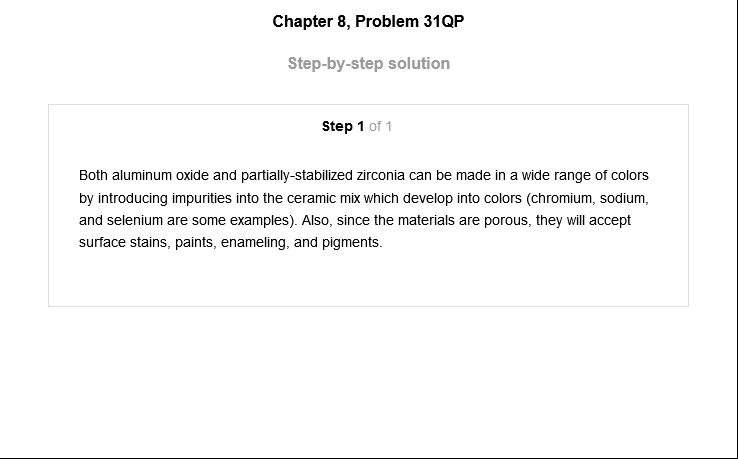 Chapter 8, Problem 31QP
Step-by-step solution
Step 1 of 1
Both aluminum oxide and partially-stabilized zirconia can be made in a wide range of colors
by introducing impurities into the ceramic mix which develop into colors (chromium, sodium,
and selenium are some examples). Also, since the materials are porous, they will accept
surface stains, paints, enameling, and pigments.